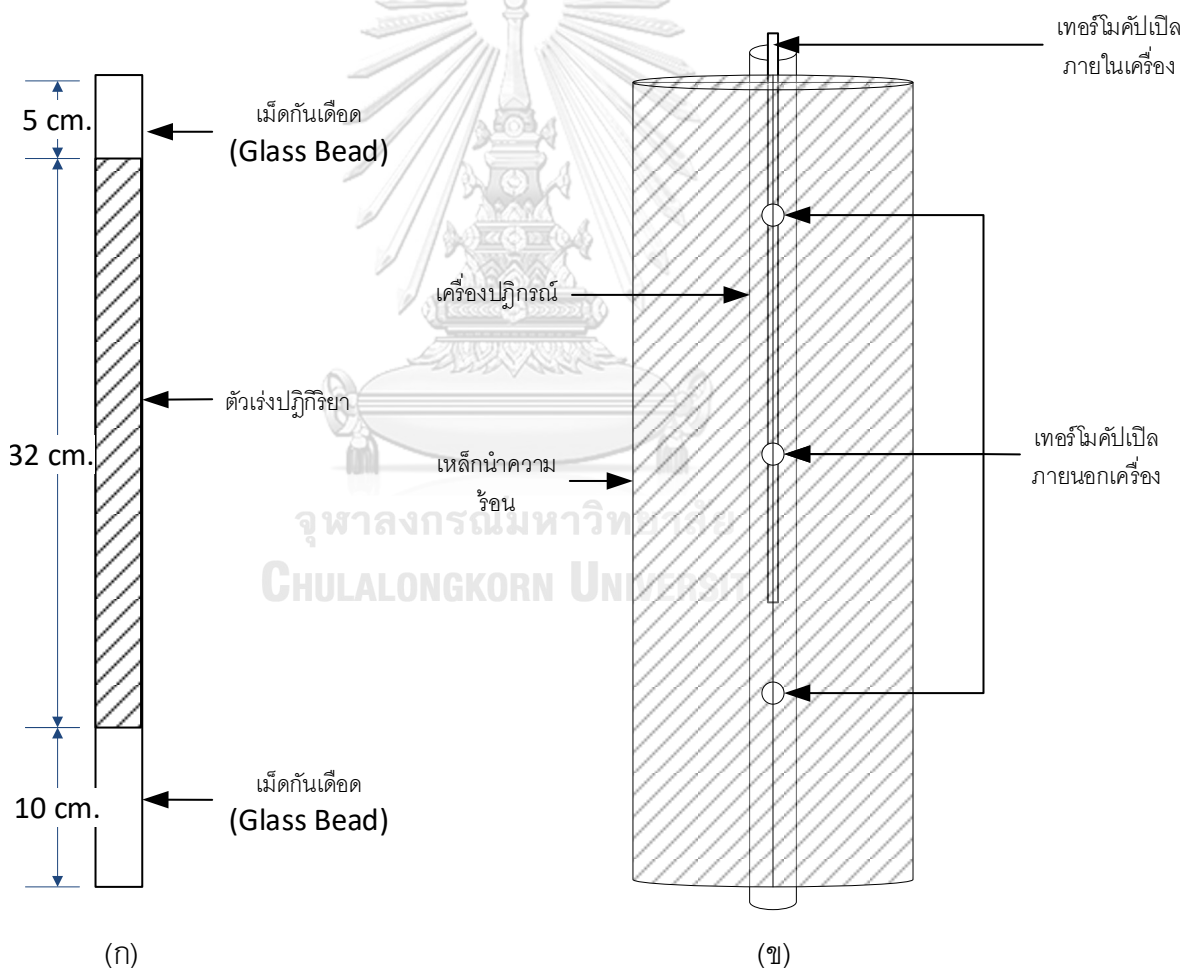 5 cm.
เม็ดกันเดือด
(Glass Bead)
32 cm.
ตัวเร่งปฏิกิริยา
10 cm.
เม็ดกันเดือด
(Glass Bead)
(ก)
เทอร์โมคัปเปิล
ภายในเครื่อง
เครื่องปฏิกรณ์
เหล็กนำความ
ร้อน
เทอร์โมคัปเปิล
ภายนอกเครื่อง
(ข)
จุฬาลงกรณ์มหาวิทยาลัย
CHULALONGKORN UNIVERSIT